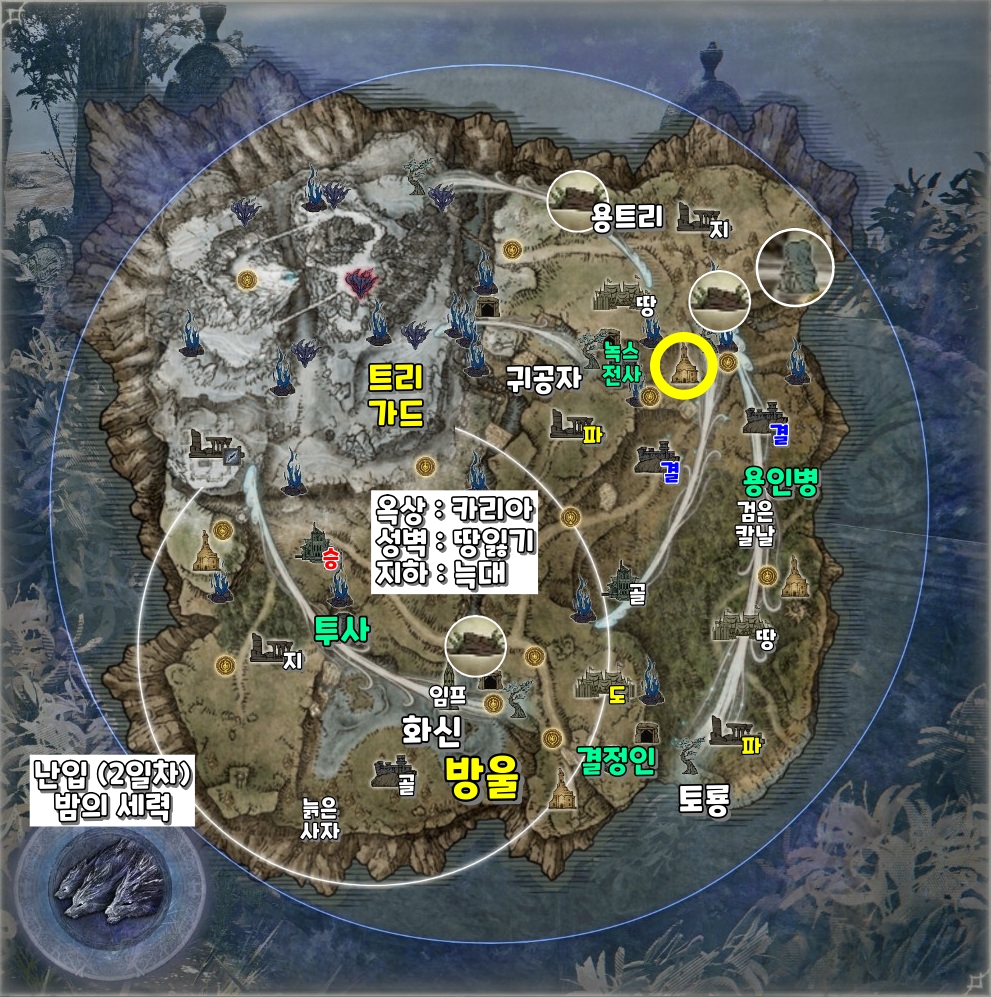 용트리
지
땅
녹스
전사
귀공자
트리
가드
파
결
결
용인병
검은
칼날
옥상 : 카리아
성벽 : 땅잃기
지하 : 늑대
승
골
투사
땅
지
임프
도
화신
파
결정인
방울
골
토룡
늙은
사자
난입 (2일차)
밤의 세력